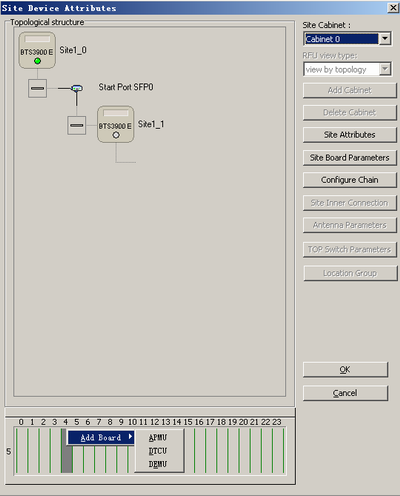 Site Device Attributes
Topological structure
BTS3900 E
Site1_0
Start Port SFP0
BTS3900 E
Site1_1
Site Cabinet :
Cabinet 0
RFU view type:
view by topology
Add Cabinet
Delete Cabinet
Site Attributes
Site Board Parameters
Configure Chain
Site Inner Connection
Antenna Parameters
TOP Switch Parameters
Location Group
OK
Cancel
0 1 2 3 4 5 6 7 8 9 10 11 12 13 14 15 16 17 18 19 20 21 22 23
5
Add Board
APMU
DTCU
DEMU